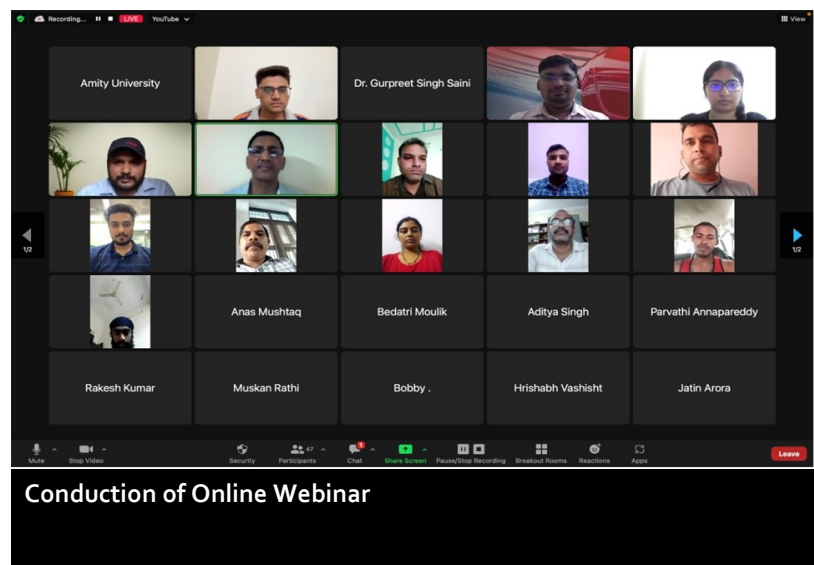 Recording... LIVE YouTube View
Amity University Dr. Gurpreet Singh Saini
1/2 1/2
Anas Mushtaq Bedatri Moulik Aditya Singh Parvathi Annapareddy
Rakesh Kumar Muskan Rathi Bobby . Hrishabh Vashisht Jatin Arora
47 1
Mute Stop Video Security Participants Chat Share Screen Pause/Stop Recording Breakout Rooms Reactions Apps Leave
Conduction of Online Webinar